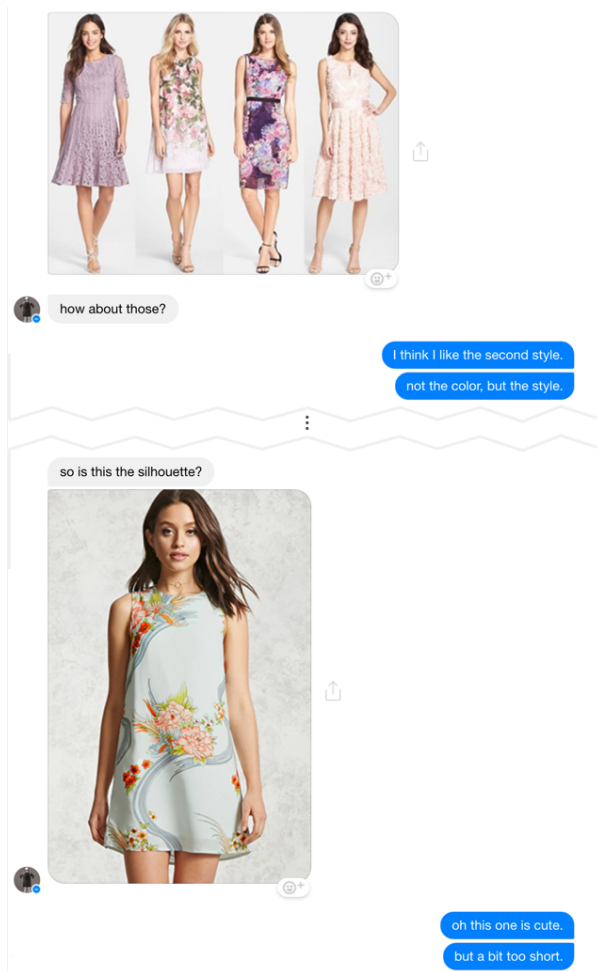 how about those?
I think I like the second style.
not the color, but the style.
so is this the silhouette?
oh this one is cute.
but a bit too short.